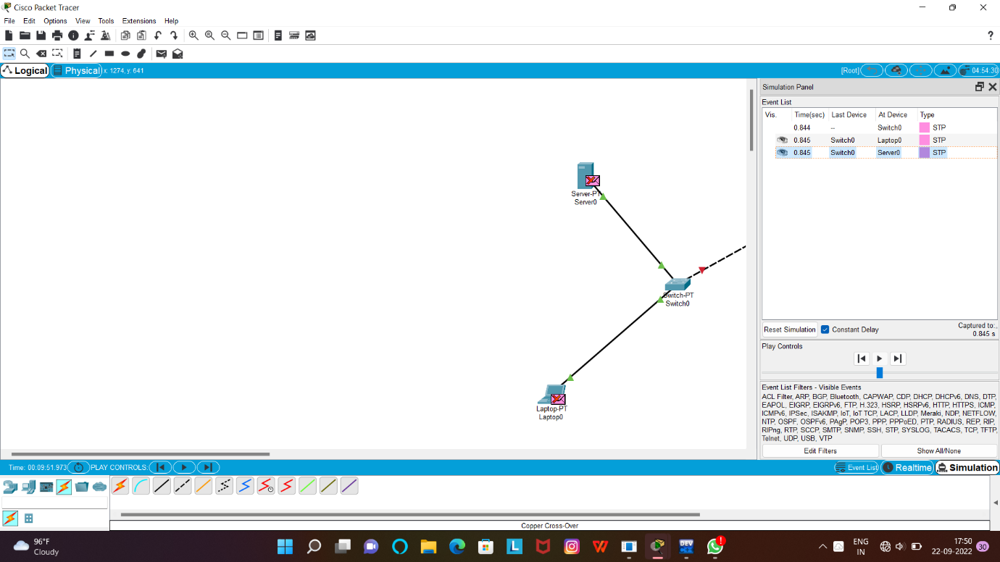 Cisco Packet Tracer
File Edit Options View Tools Extensions Help
?
Logical Physical x: 1274, y: 641 [Root] 04:54:30
Simulation Panel
Event List
Vis. Time(sec) Last Device At Device Type
0.844 -- Switch0 STP
0.845 Switch0 Laptop0 STP
0.845 Switch0 Server0 STP
Server-PT
Server0
Switch-PT
Switch0
Laptop-PT
Laptop0
Reset Simulation Constant Delay Captured to:
0.845 s
Play Controls
Event List Filters - Visible Events
ACL Filter, ARP, BGP, Bluetooth, CAPWAP, CDP, DHCP, DHCPv6, DNS, DTP,
EAPOL, EIGRP, EIGRPv6, FTP, H.323, HSRP, HSRPv6, HTTP, HTTPS, ICMP,
ICMPv6, IPSec, ISAKMP, IoT, IoT TCP, LACP, LLDP, Meraki, NDP, NETFLOW,
NTP, OSPF, OSPFv6, PAgP, POP3, PPP, PPPoED, PTP, RADIUS, REP, RIP,
RIPng, RTP, SCCP, SMTP, SNMP, SSH, STP, SYSLOG, TACACS, TCP, TFTP,
Telnet, UDP, USB, VTP
Edit Filters Show All/None
Time: 00:09:51.973 PLAY CONTROLS: Event List Realtime Simulation
Copper Cross-Over
96°F
Cloudy
L
DEV
ENG
IN
17:50
22-09-2022
30